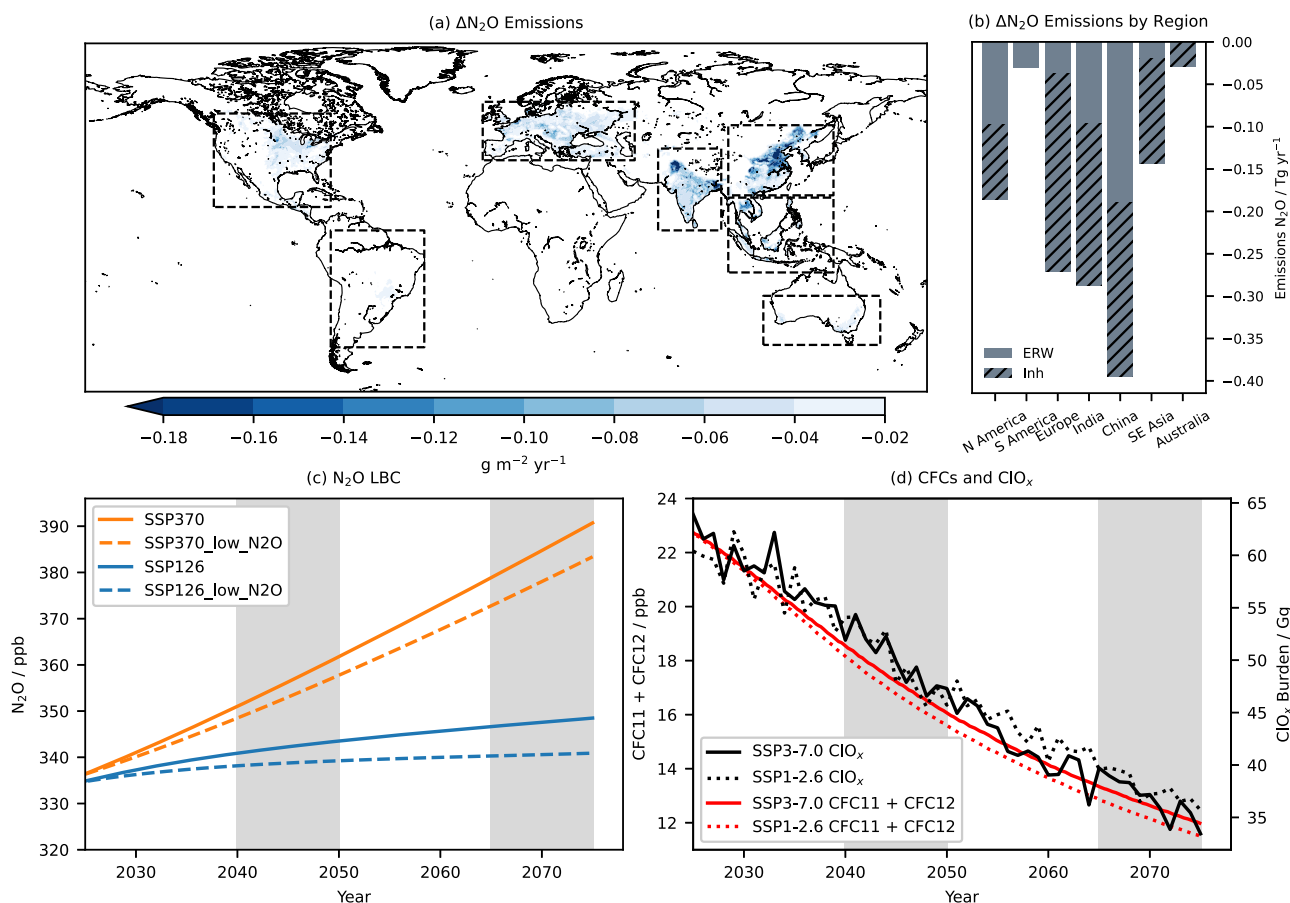 (a) ΔN₂O Emissions
−0.18 −0.16 −0.14 −0.12 −0.10 −0.08 −0.06 −0.04 −0.02
g m⁻² yr⁻¹
(b) ΔN₂O Emissions by Region
0.00
−0.05
−0.10
−0.15
−0.20
−0.25
−0.30
−0.35
−0.40
Emissions N₂O / Tg yr⁻¹
ERW
Inh
N America
S America
Europe
India
China
SE Asia
Australia
(c) N₂O LBC
390
380
370
360
350
340
330
320
N₂O / ppb
SSP370
SSP370_low_N2O
SSP126
SSP126_low_N2O
2030 2040 2050 2060 2070
Year
(d) CFCs and ClOₓ
24
22
20
18
16
14
12
CFC11 + CFC12 / ppb
65
60
55
50
45
40
35
ClOₓ Burden / Gq
SSP3-7.0 ClOₓ
SSP1-2.6 ClOₓ
SSP3-7.0 CFC11 + CFC12
SSP1-2.6 CFC11 + CFC12
2030 2040 2050 2060 2070
Year